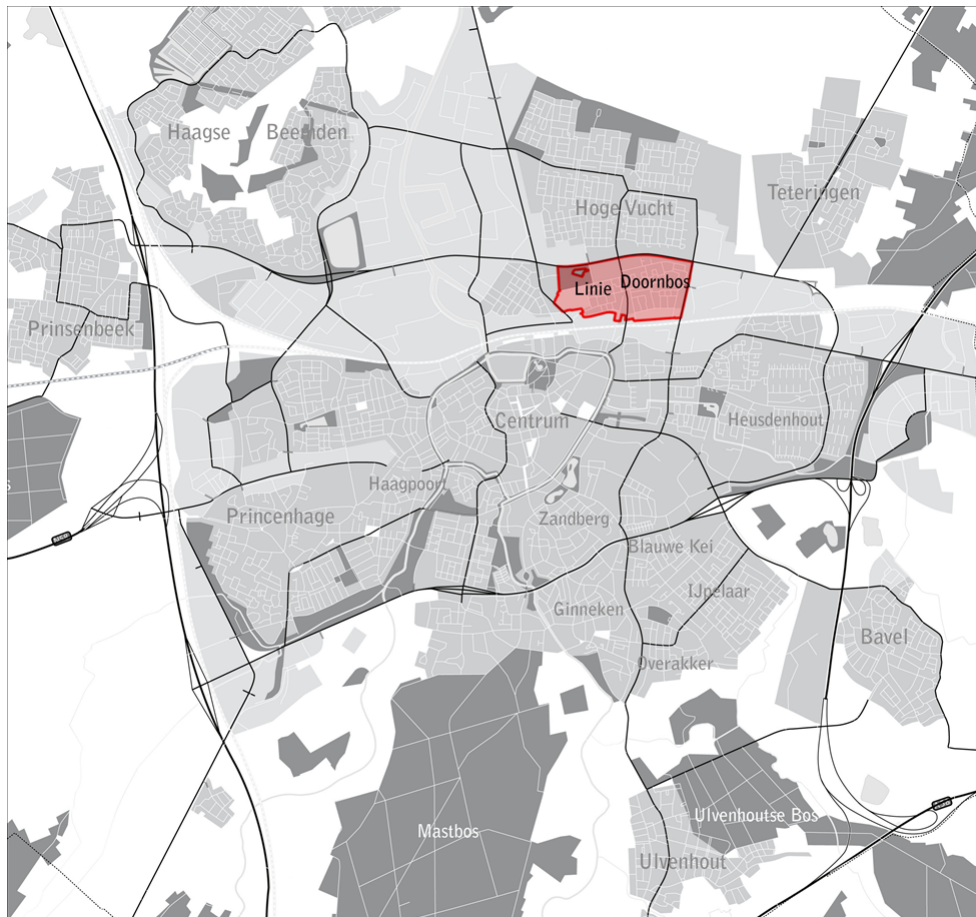 Haagse Beemden
Hoge Vucht
Teteringen
Linie
Doornbos
Prinsenbeek
Centrum
Heusdenhout
Haagpoort
Princenhage
Zandberg
Blauwe Kei
IJpelaar
Ginneken
Bavel
Overakker
Mastbos
Ulvenhoutse Bos
Ulvenhout